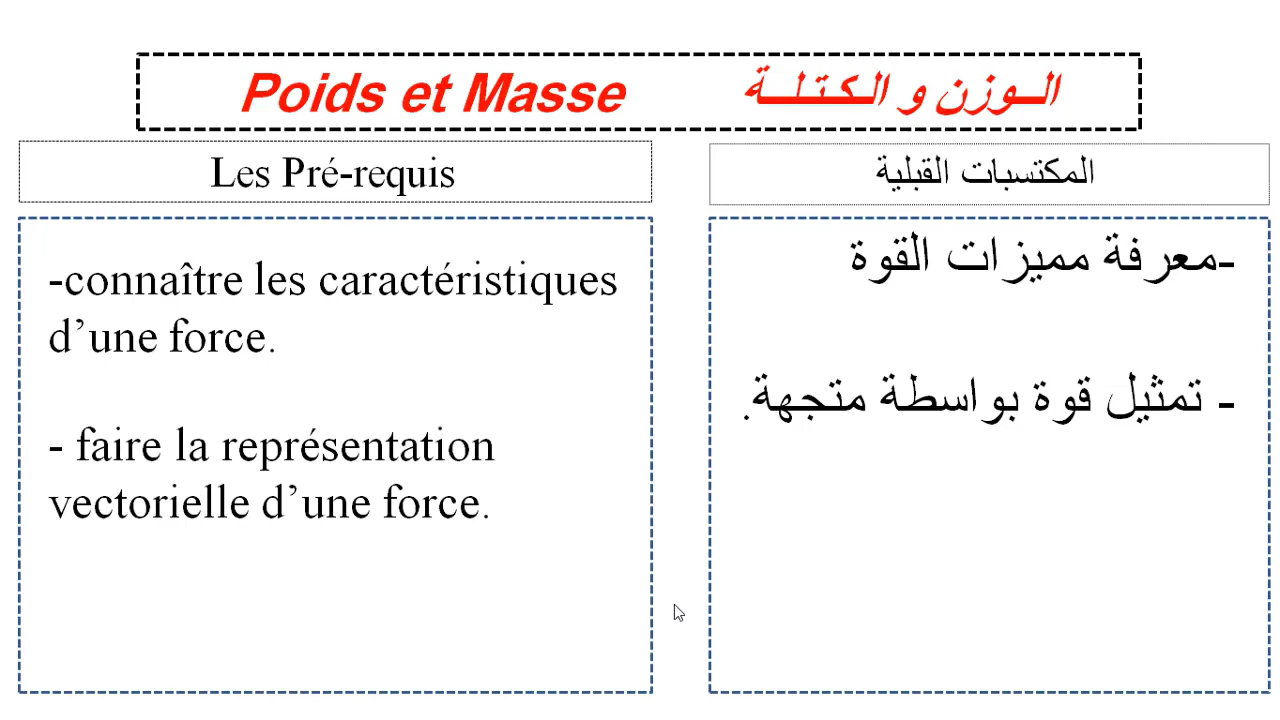 Poids et Masse الـوزن و الـكـتـلـة
Les Pré-requis
-connaître les caractéristiques
d’une force.
- faire la représentation
vectorielle d’une force.
المكتسبات القبلية
-معرفة مميزات القوة
- تمثيل قوة بواسطة متجهة.